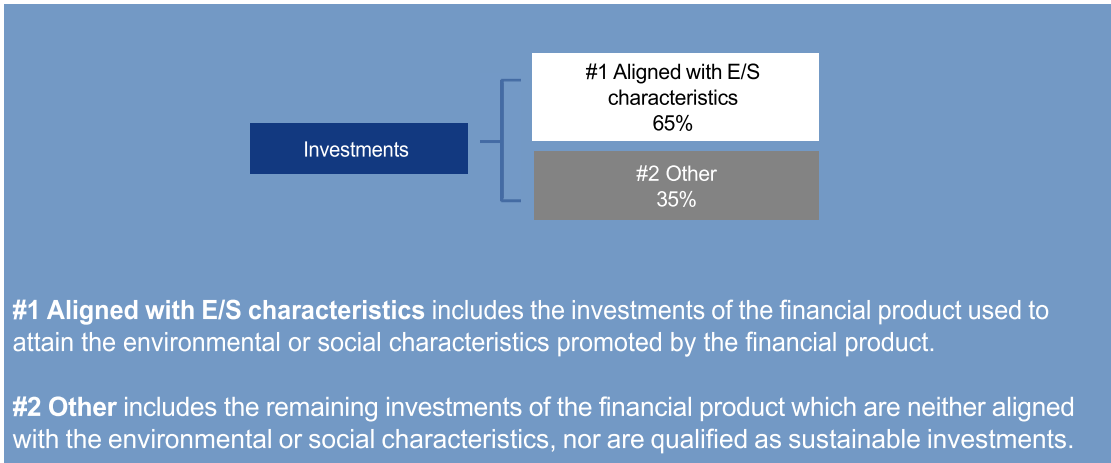 #1 Aligned with E/S
characteristics
65%
Investments
#2 Other
35%
#1 Aligned with E/S characteristics includes the investments of the financial product used to
attain the environmental or social characteristics promoted by the financial product.
#2 Other includes the remaining investments of the financial product which are neither aligned
with the environmental or social characteristics, nor are qualified as sustainable investments.